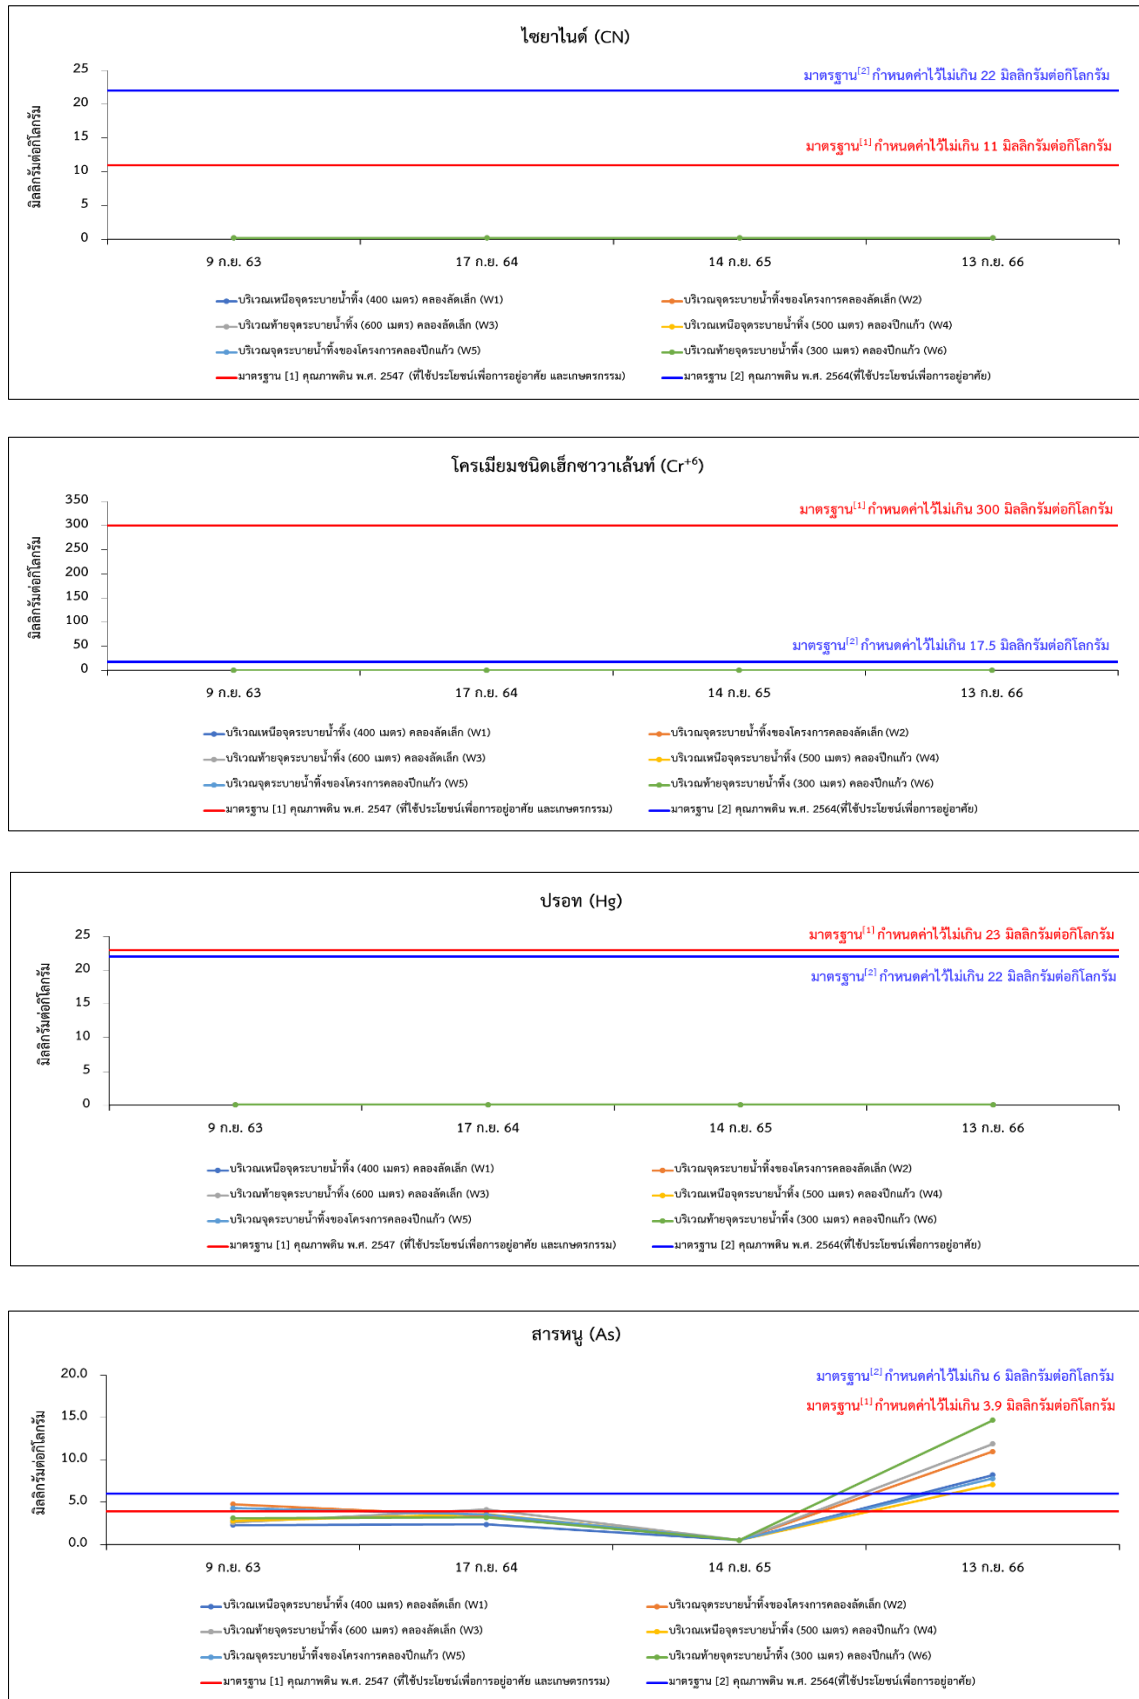 ไซยาไนด์ (CN)
มาตรฐาน[2] กำหนดค่าไว้ไม่เกิน 22 มิลลิกรัมต่อกิโลกรัม
มาตรฐาน[1] กำหนดค่าไว้ไม่เกิน 11 มิลลิกรัมต่อกิโลกรัม
มิลลิกรัมต่อกิโลกรัม
25
20
15
10
5
0
9 ก.ย. 63 17 ก.ย. 64 14 ก.ย. 65 13 ก.ย. 66
บริเวณเหนือจุดระบายน้ำทิ้ง (400 เมตร) คลองลัดเล็ก (W1) บริเวณจุดระบายน้ำทิ้งของโครงการคลองลัดเล็ก (W2)
บริเวณท้ายจุดระบายน้ำทิ้ง (600 เมตร) คลองลัดเล็ก (W3) บริเวณเหนือจุดระบายน้ำทิ้ง (500 เมตร) คลองปีกแก้ว (W4)
บริเวณจุดระบายน้ำทิ้งของโครงการคลองปีกแก้ว (W5) บริเวณท้ายจุดระบายน้ำทิ้ง (300 เมตร) คลองปีกแก้ว (W6)
มาตรฐาน [1] คุณภาพดิน พ.ศ. 2547 (ที่ใช้ประโยชน์เพื่อการอยู่อาศัย และเกษตรกรรม) มาตรฐาน [2] คุณภาพดิน พ.ศ. 2564(ที่ใช้ประโยชน์เพื่อการอยู่อาศัย)
โครเมียมชนิดเฮ็กซาวาเล้นท์ (Cr+6)
มาตรฐาน[1] กำหนดค่าไว้ไม่เกิน 300 มิลลิกรัมต่อกิโลกรัม
มาตรฐาน[2] กำหนดค่าไว้ไม่เกิน 17.5 มิลลิกรัมต่อกิโลกรัม
มิลลิกรัมต่อกิโลกรัม
350
300
250
200
150
100
50
0
9 ก.ย. 63 17 ก.ย. 64 14 ก.ย. 65 13 ก.ย. 66
บริเวณเหนือจุดระบายน้ำทิ้ง (400 เมตร) คลองลัดเล็ก (W1) บริเวณจุดระบายน้ำทิ้งของโครงการคลองลัดเล็ก (W2)
บริเวณท้ายจุดระบายน้ำทิ้ง (600 เมตร) คลองลัดเล็ก (W3) บริเวณเหนือจุดระบายน้ำทิ้ง (500 เมตร) คลองปีกแก้ว (W4)
บริเวณจุดระบายน้ำทิ้งของโครงการคลองปีกแก้ว (W5) บริเวณท้ายจุดระบายน้ำทิ้ง (300 เมตร) คลองปีกแก้ว (W6)
มาตรฐาน [1] คุณภาพดิน พ.ศ. 2547 (ที่ใช้ประโยชน์เพื่อการอยู่อาศัย และเกษตรกรรม) มาตรฐาน [2] คุณภาพดิน พ.ศ. 2564(ที่ใช้ประโยชน์เพื่อการอยู่อาศัย)
ปรอท (Hg)
มาตรฐาน[1] กำหนดค่าไว้ไม่เกิน 23 มิลลิกรัมต่อกิโลกรัม
มาตรฐาน[2] กำหนดค่าไว้ไม่เกิน 22 มิลลิกรัมต่อกิโลกรัม
มิลลิกรัมต่อกิโลกรัม
25
20
15
10
5
0
9 ก.ย. 63 17 ก.ย. 64 14 ก.ย. 65 13 ก.ย. 66
บริเวณเหนือจุดระบายน้ำทิ้ง (400 เมตร) คลองลัดเล็ก (W1) บริเวณจุดระบายน้ำทิ้งของโครงการคลองลัดเล็ก (W2)
บริเวณท้ายจุดระบายน้ำทิ้ง (600 เมตร) คลองลัดเล็ก (W3) บริเวณเหนือจุดระบายน้ำทิ้ง (500 เมตร) คลองปีกแก้ว (W4)
บริเวณจุดระบายน้ำทิ้งของโครงการคลองปีกแก้ว (W5) บริเวณท้ายจุดระบายน้ำทิ้ง (300 เมตร) คลองปีกแก้ว (W6)
มาตรฐาน [1] คุณภาพดิน พ.ศ. 2547 (ที่ใช้ประโยชน์เพื่อการอยู่อาศัย และเกษตรกรรม) มาตรฐาน [2] คุณภาพดิน พ.ศ. 2564(ที่ใช้ประโยชน์เพื่อการอยู่อาศัย)
สารหนู (As)
มาตรฐาน[2] กำหนดค่าไว้ไม่เกิน 6 มิลลิกรัมต่อกิโลกรัม
มาตรฐาน[1] กำหนดค่าไว้ไม่เกิน 3.9 มิลลิกรัมต่อกิโลกรัม
มิลลิกรัมต่อกิโลกรัม
20.0
15.0
10.0
5.0
0.0
9 ก.ย. 63 17 ก.ย. 64 14 ก.ย. 65 13 ก.ย. 66
บริเวณเหนือจุดระบายน้ำทิ้ง (400 เมตร) คลองลัดเล็ก (W1) บริเวณจุดระบายน้ำทิ้งของโครงการคลองลัดเล็ก (W2)
บริเวณท้ายจุดระบายน้ำทิ้ง (600 เมตร) คลองลัดเล็ก (W3) บริเวณเหนือจุดระบายน้ำทิ้ง (500 เมตร) คลองปีกแก้ว (W4)
บริเวณจุดระบายน้ำทิ้งของโครงการคลองปีกแก้ว (W5) บริเวณท้ายจุดระบายน้ำทิ้ง (300 เมตร) คลองปีกแก้ว (W6)
มาตรฐาน [1] คุณภาพดิน พ.ศ. 2547 (ที่ใช้ประโยชน์เพื่อการอยู่อาศัย และเกษตรกรรม) มาตรฐาน [2] คุณภาพดิน พ.ศ. 2564(ที่ใช้ประโยชน์เพื่อการอยู่อาศัย)